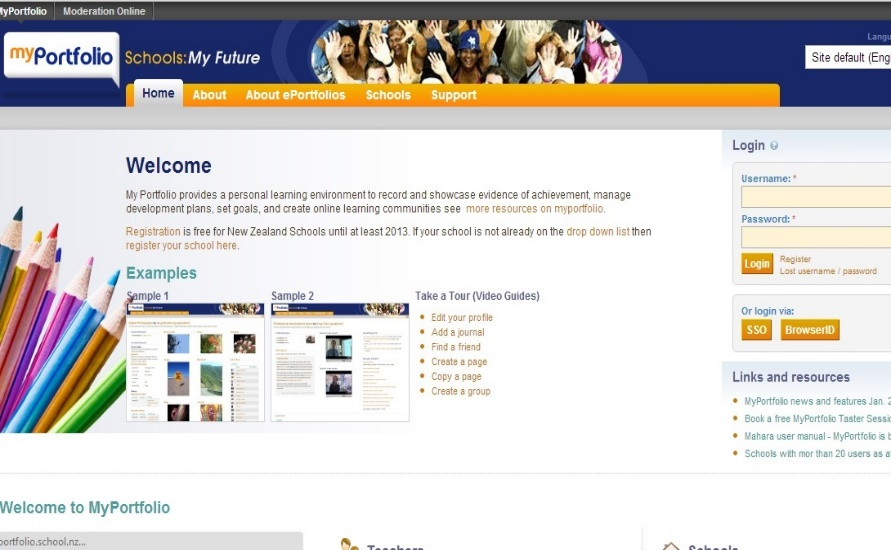 MyPortfolio Moderation Online
Langu
myPortfolio Schools:My Future
Site default (Eng
Home About About ePortfolios Schools Support
Login
Welcome
Username: *
My Portfolio provides a personal learning environment to record and showcase evidence of achievement, manage
development plans, set goals, and create online learning communities see more resources on myportfolio.
Password: *
Registration is free for New Zealand Schools until at least 2013. If your school is not already on the drop down list then
register your school here.
Login
Register
Lost username / password
Examples
Sample 1 Sample 2 Take a Tour (Video Guides)
Edit your profile
Add a journal
Find a friend
Create a page
Copy a page
Create a group
Or login via:
SSO BrowserID
Links and resources
MyPortfolio news and features Jan. 2
Book a free MyPortfolio Taster Sessi
Mahara user manual - MyPortfolio is b
Schools with mor than 20 users as a
Welcome to MyPortfolio
portfolio.school.nz...
Teachers
Schools